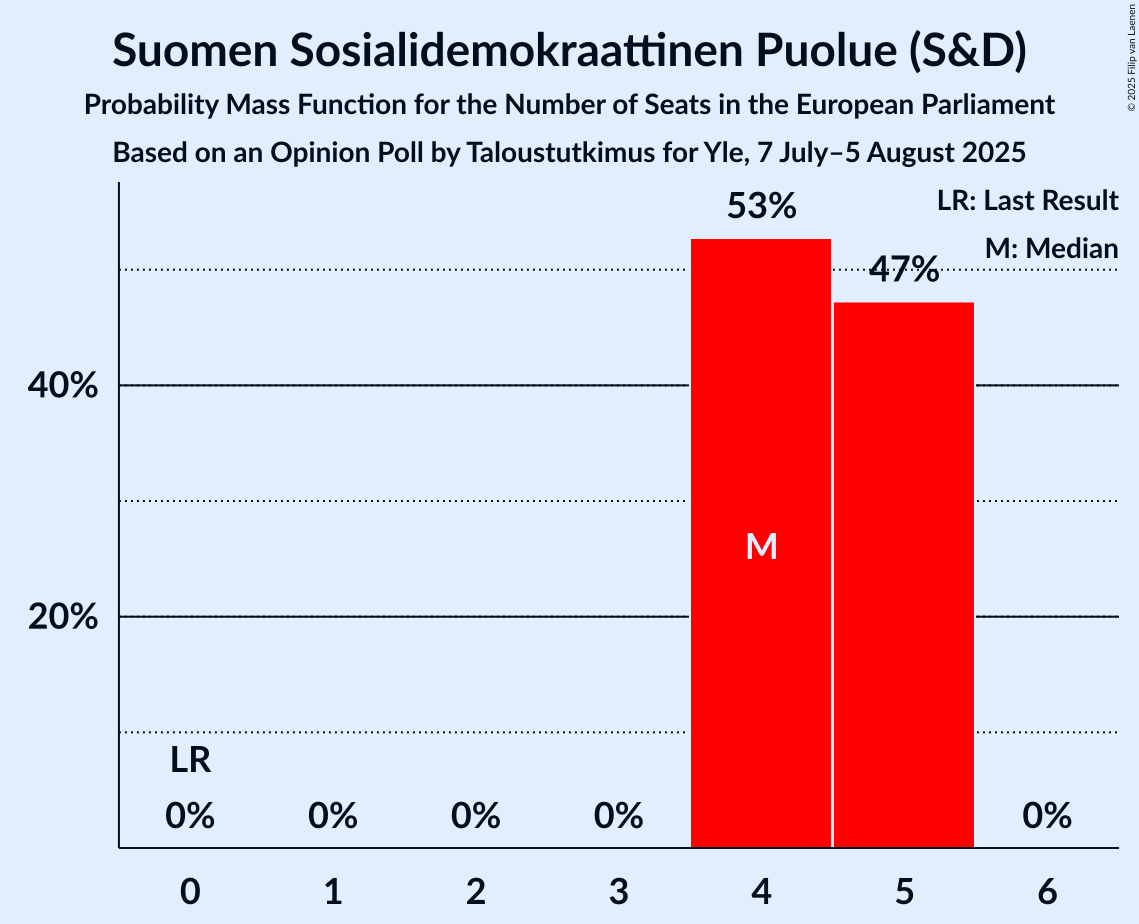 Suomen Sosialidemokraattinen Puolue (S&D)
Probability Mass Function for the Number of Seats in the European Parliament
Based on an Opinion Poll by Taloustutkimus for Yle, 7 July–5 August 2025
© 2025 Filip van Laenen
LR: Last Result
M: Median
53%
47%
40%
20%
M
LR
0% 0% 0% 0% 0%
0 1 2 3 4 5 6